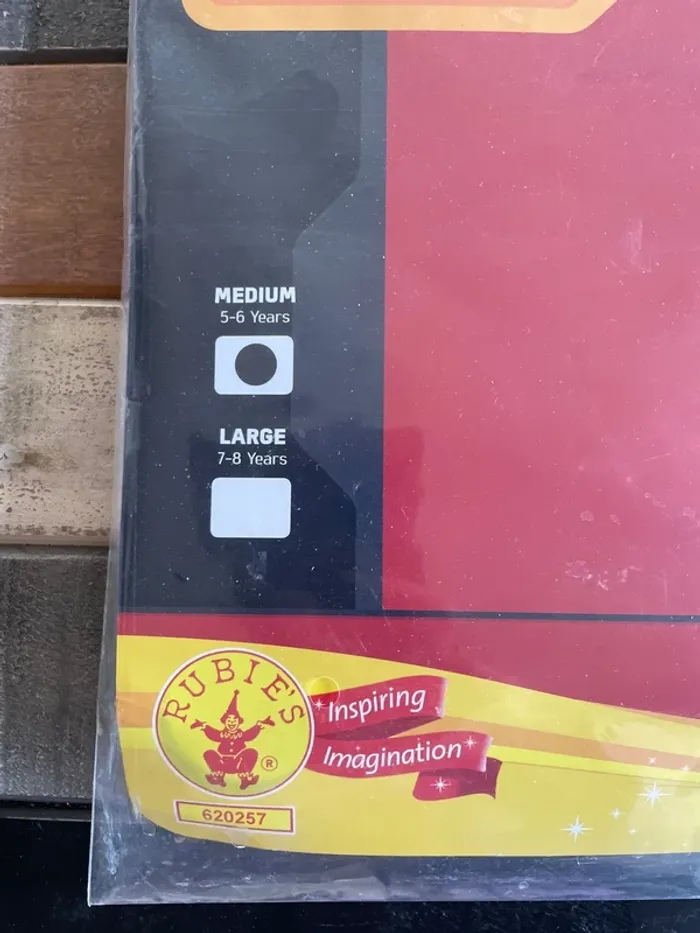 MEDIUM
5-6 Years
LARGE
7-8 Years
RUBIE'S
®
Inspiring
Imagination
620257